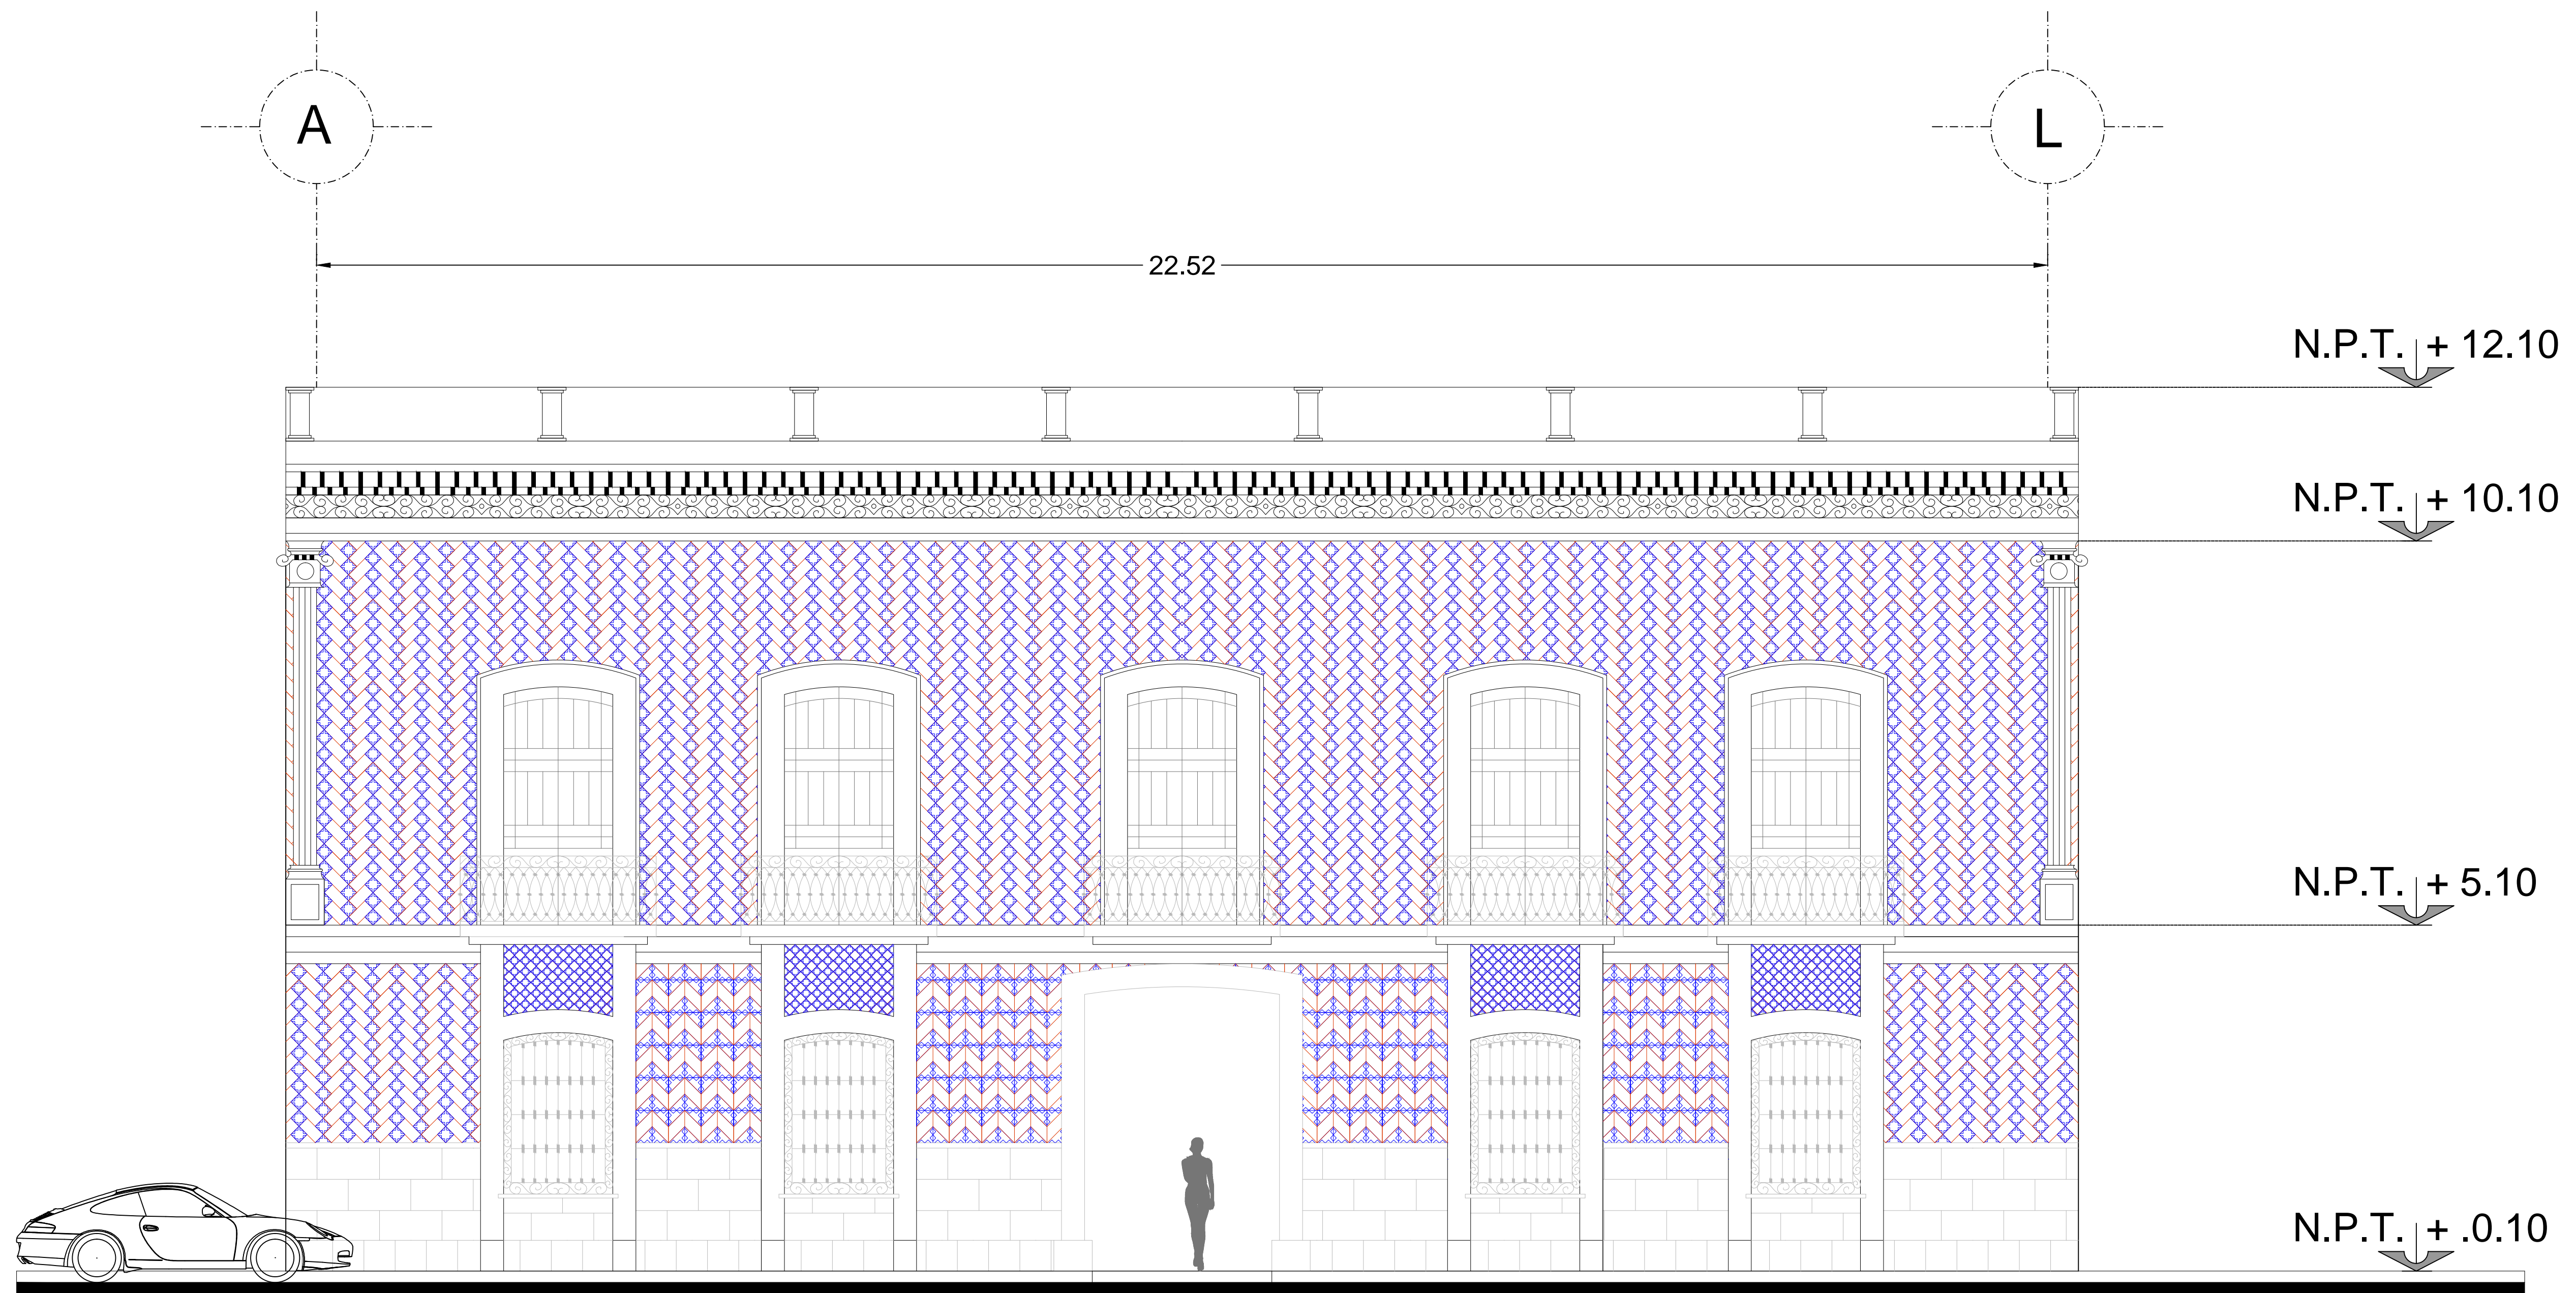 A
L
22.52
N.P.T. + 12.10
N.P.T. + 10.10
N.P.T. + 5.10
N.P.T. + .0.10